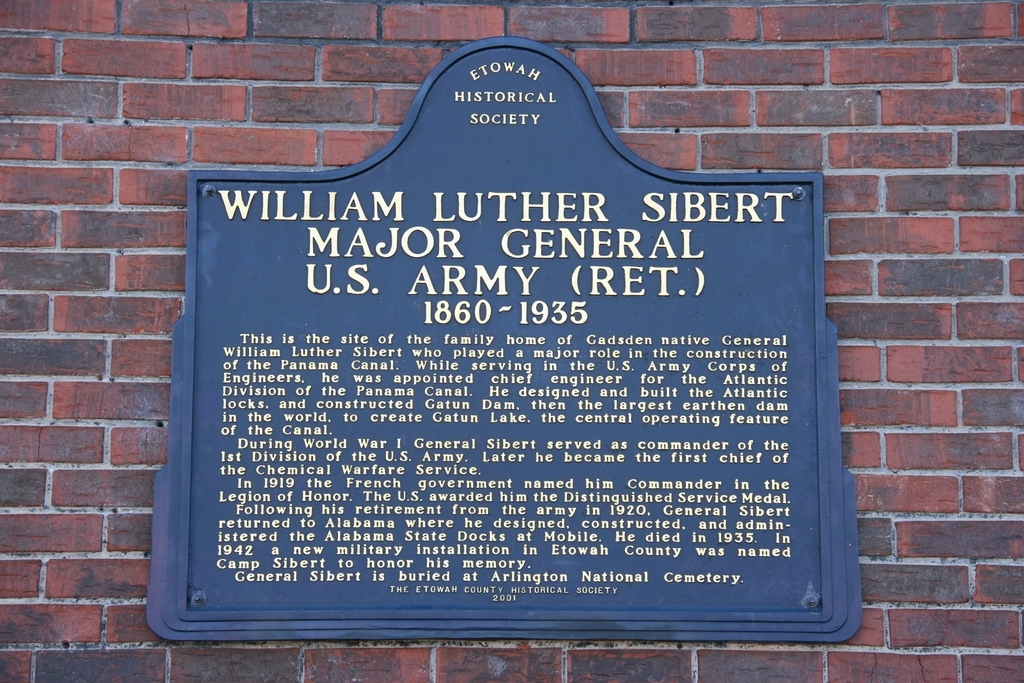 ETOWAH
HISTORICAL
SOCIETY
WILLIAM LUTHER SIBERT
MAJOR GENERAL
U.S. ARMY (RET.)
1860-1935
This is the site of the family home of Gadsden native General
William Luther Sibert who played a major role in the construction
of the Panama Canal. While serving in the U.S. Army Corps of
Engineers, he was appointed chief engineer for the Atlantic
Division of the Panama Canal. He designed and built the Atlantic
locks, and constructed Gatun Dam, then the largest earthen dam
in the world, to create Gatun Lake, the central operating feature
of the Canal.
During World War I General Sibert served as commander of the
1st Division of the U.S. Army. Later he became the first chief of
the Chemical Warfare Service.
In 1919 the French government named him Commander in the
Legion of Honor. The U.S. awarded him the Distinguished Service Medal.
Following his retirement from the army in 1920, General Sibert
returned to Alabama where he designed, constructed, and admin-
istered the Alabama State Docks at Mobile. He died in 1935. In
1942 a new military installation in Etowah County was named
Camp Sibert to honor his memory.
General Sibert is buried at Arlington National Cemetery.
THE ETOWAH COUNTY HISTORICAL SOCIETY
2001